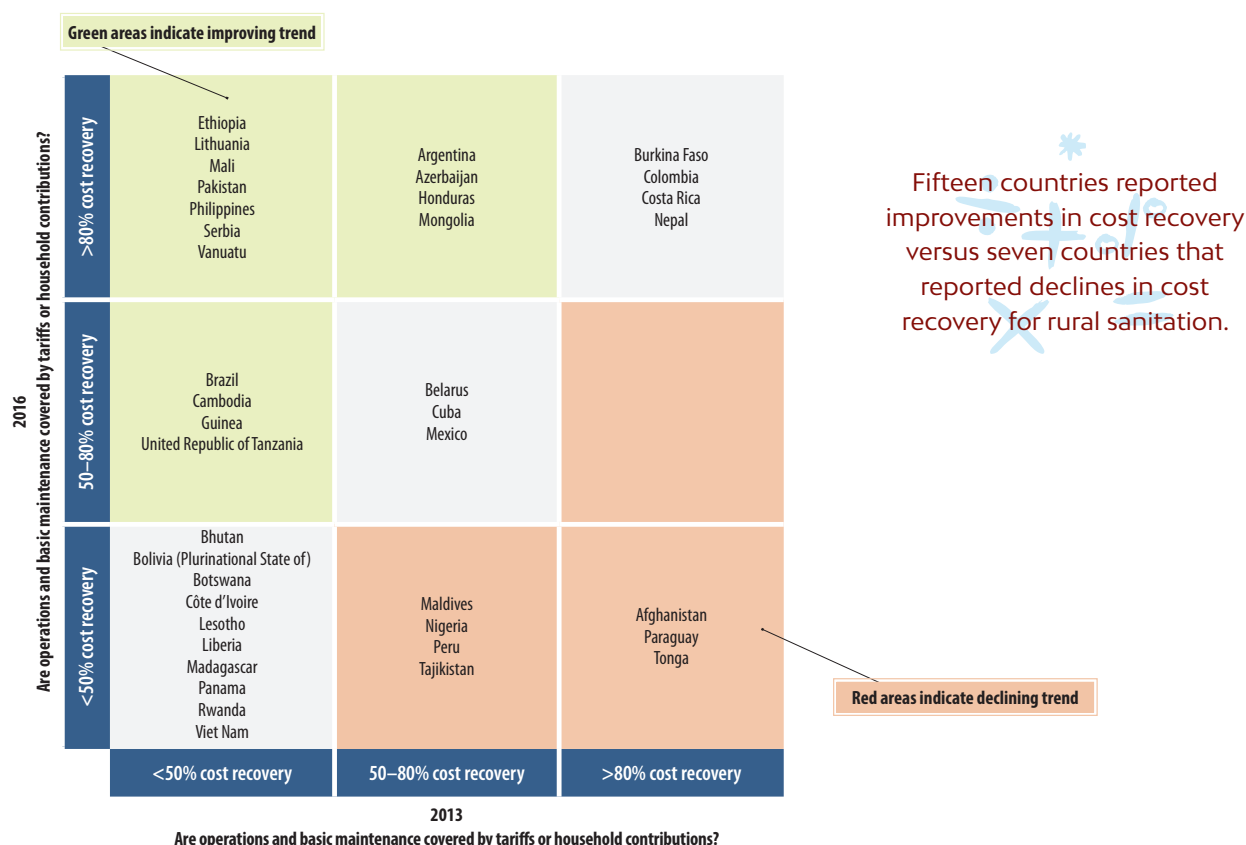 Green areas indicate improving trend
2016
Are operations and basic maintenance covered by tariffs or household contributions?
>80% cost recovery
Ethiopia
Lithuania
Mali
Pakistan
Philippines
Serbia
Vanuatu
Argentina
Azerbaijan
Honduras
Mongolia
Burkina Faso
Colombia
Costa Rica
Nepal
Fifteen countries reported
improvements in cost recovery
versus seven countries that
reported declines in cost
recovery for rural sanitation.
50–80% cost recovery
Brazil
Cambodia
Guinea
United Republic of Tanzania
Belarus
Cuba
Mexico
<50% cost recovery
Bhutan
Bolivia (Plurinational State of)
Botswana
Côte d’Ivoire
Lesotho
Liberia
Madagascar
Panama
Rwanda
Viet Nam
Maldives
Nigeria
Peru
Tajikistan
Afghanistan
Paraguay
Tonga
Red areas indicate declining trend
<50% cost recovery
50–80% cost recovery
>80% cost recovery
2013
Are operations and basic maintenance covered by tariffs or household contributions?